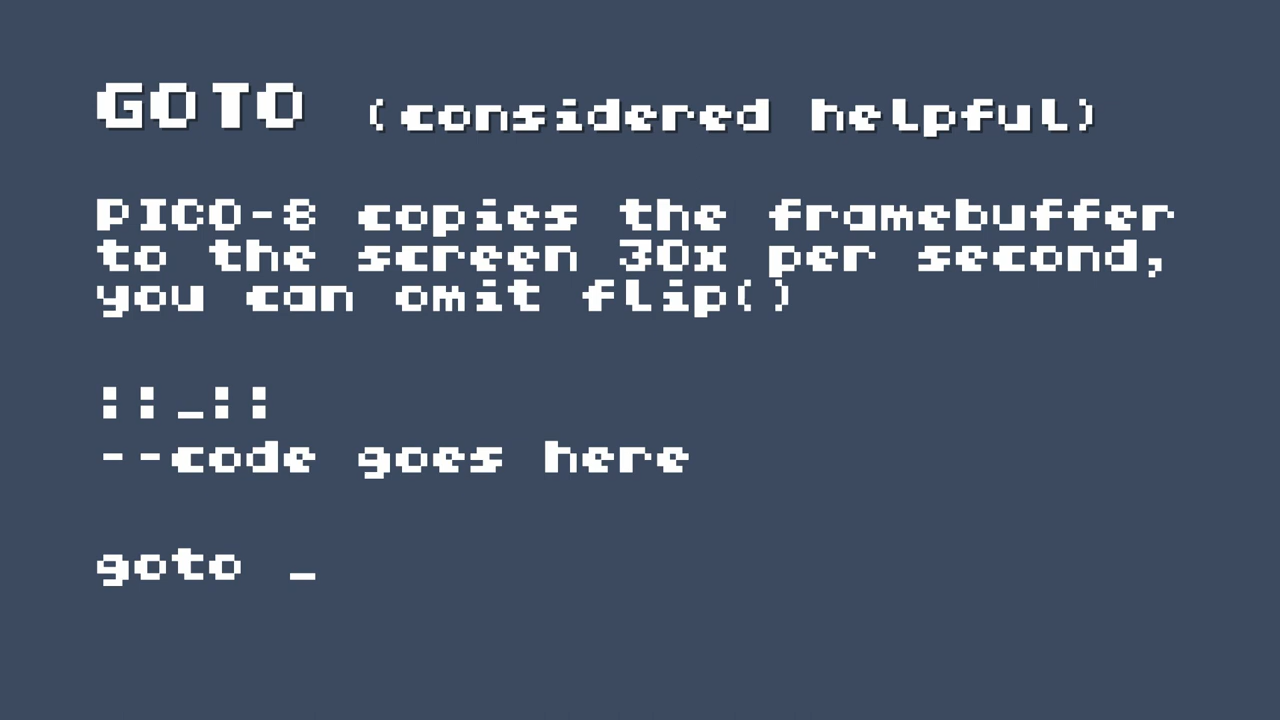 GOTO (considered helpful)
PICO-8 copies the framebuffer
to the screen 30x per second,
you can omit flip()
::_::
--code goes here
goto _